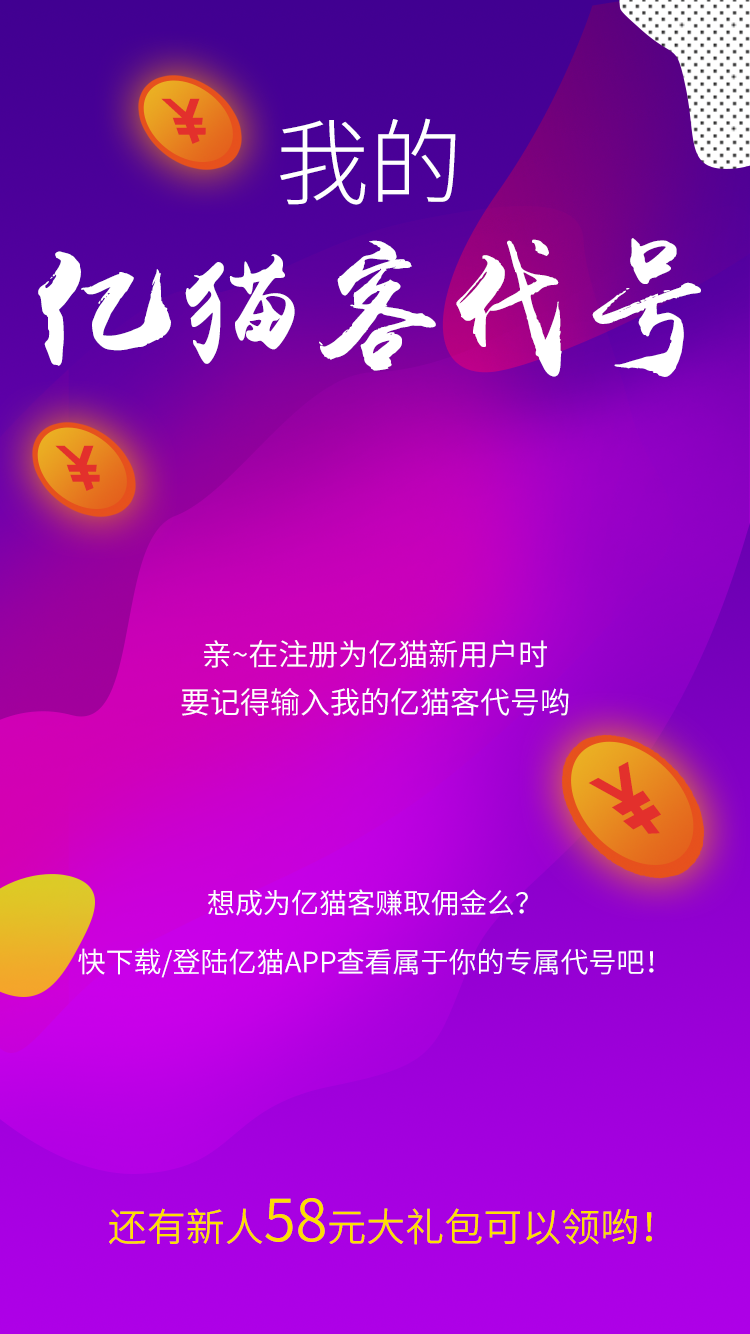 我的
亿猫客代号
亲~在注册为亿猫新用户时
要记得输入我的亿猫客代号哟
想成为亿猫客赚取佣金么？
快下载/登陆亿猫APP查看属于你的专属代号吧！
还有新人58元大礼包可以领哟！
¥
¥
¥